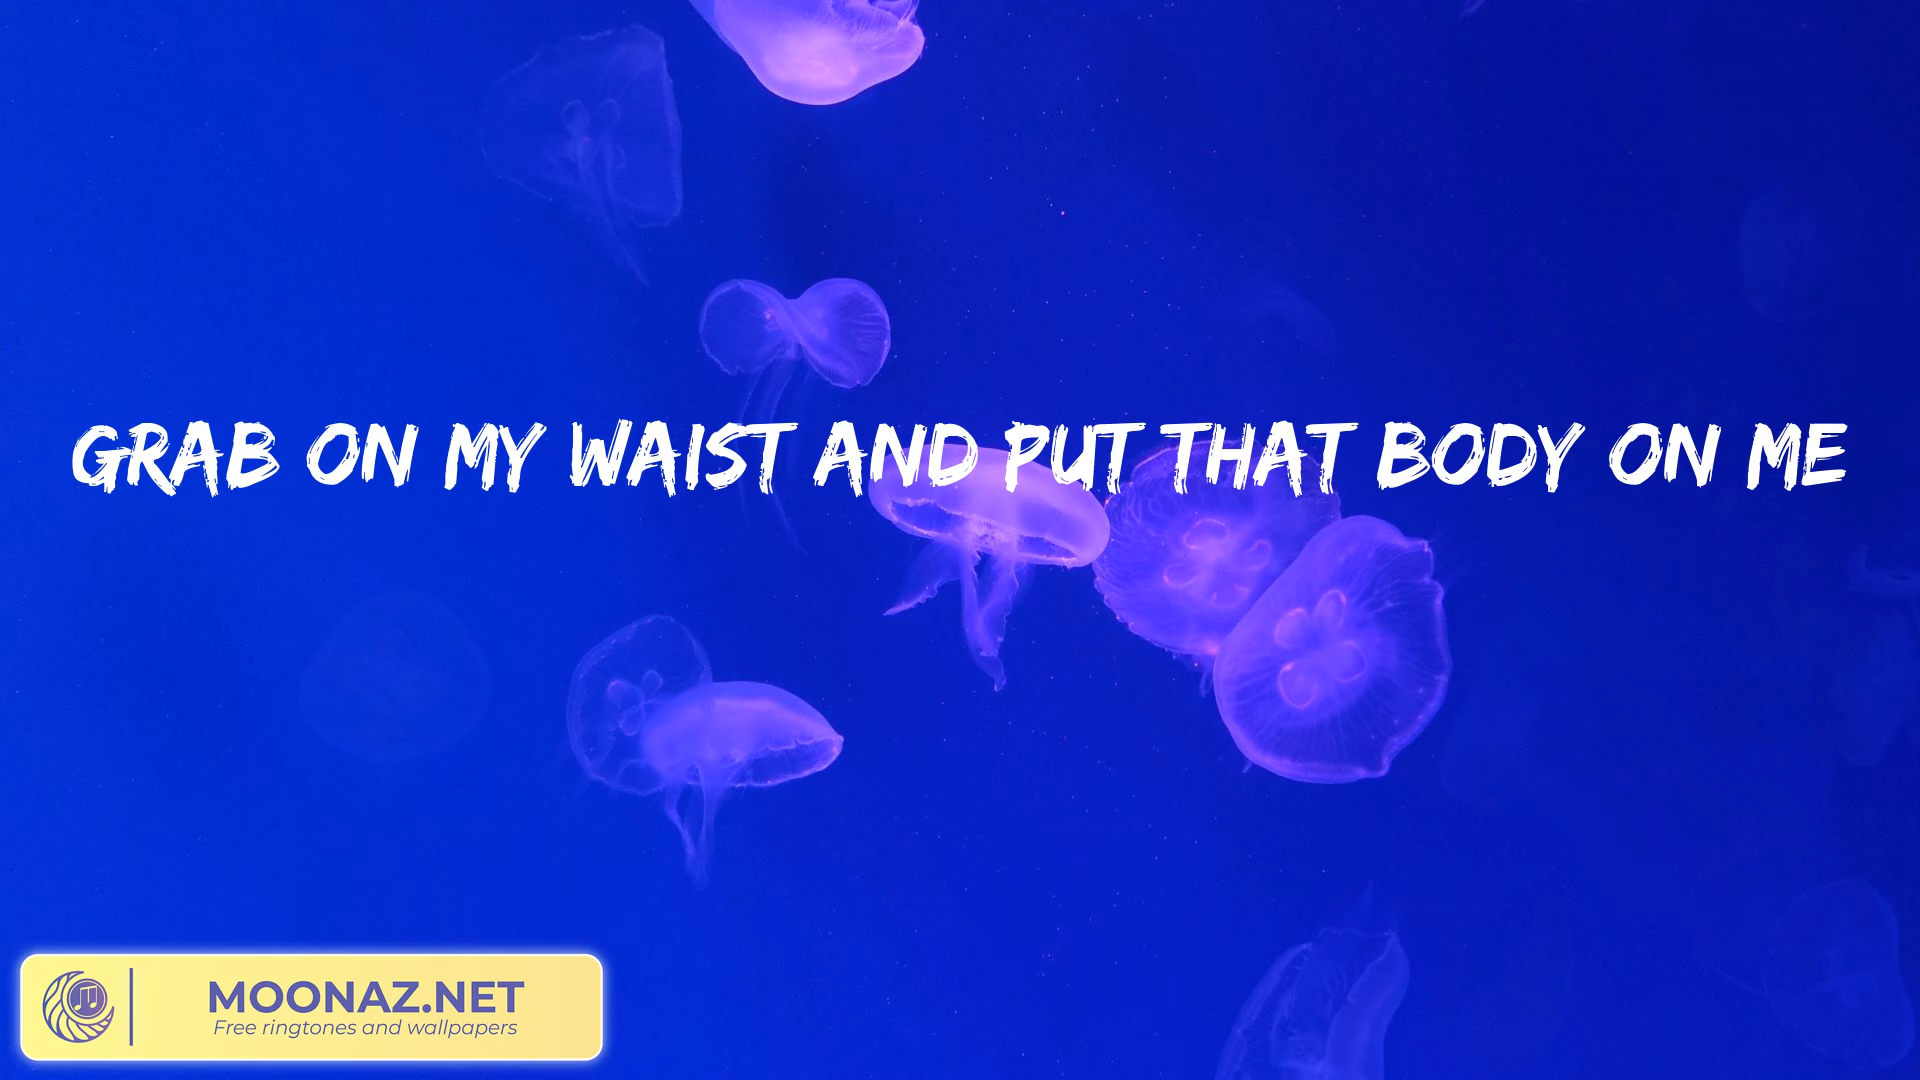 GRAB ON MY WAIST AND PUT THAT BODY ON ME
MOONAZ.NET
Free ringtones and wallpapers